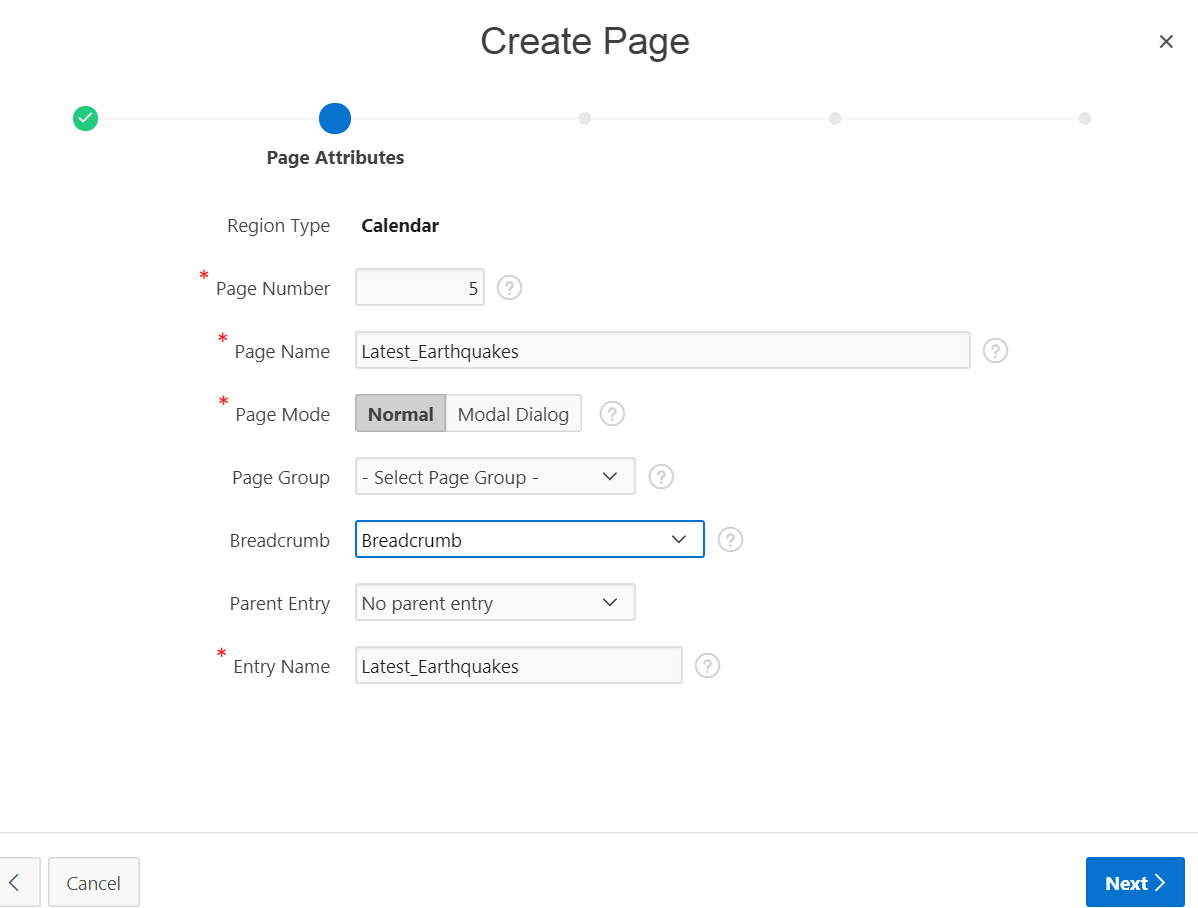 Create Page
Page Attributes
Region Type Calendar
* Page Number 5 ?
* Page Name Latest_Earthquakes ?
* Page Mode Normal Modal Dialog ?
Page Group - Select Page Group - ?
Breadcrumb Breadcrumb ?
Parent Entry No parent entry
* Entry Name Latest_Earthquakes ?
Cancel Next